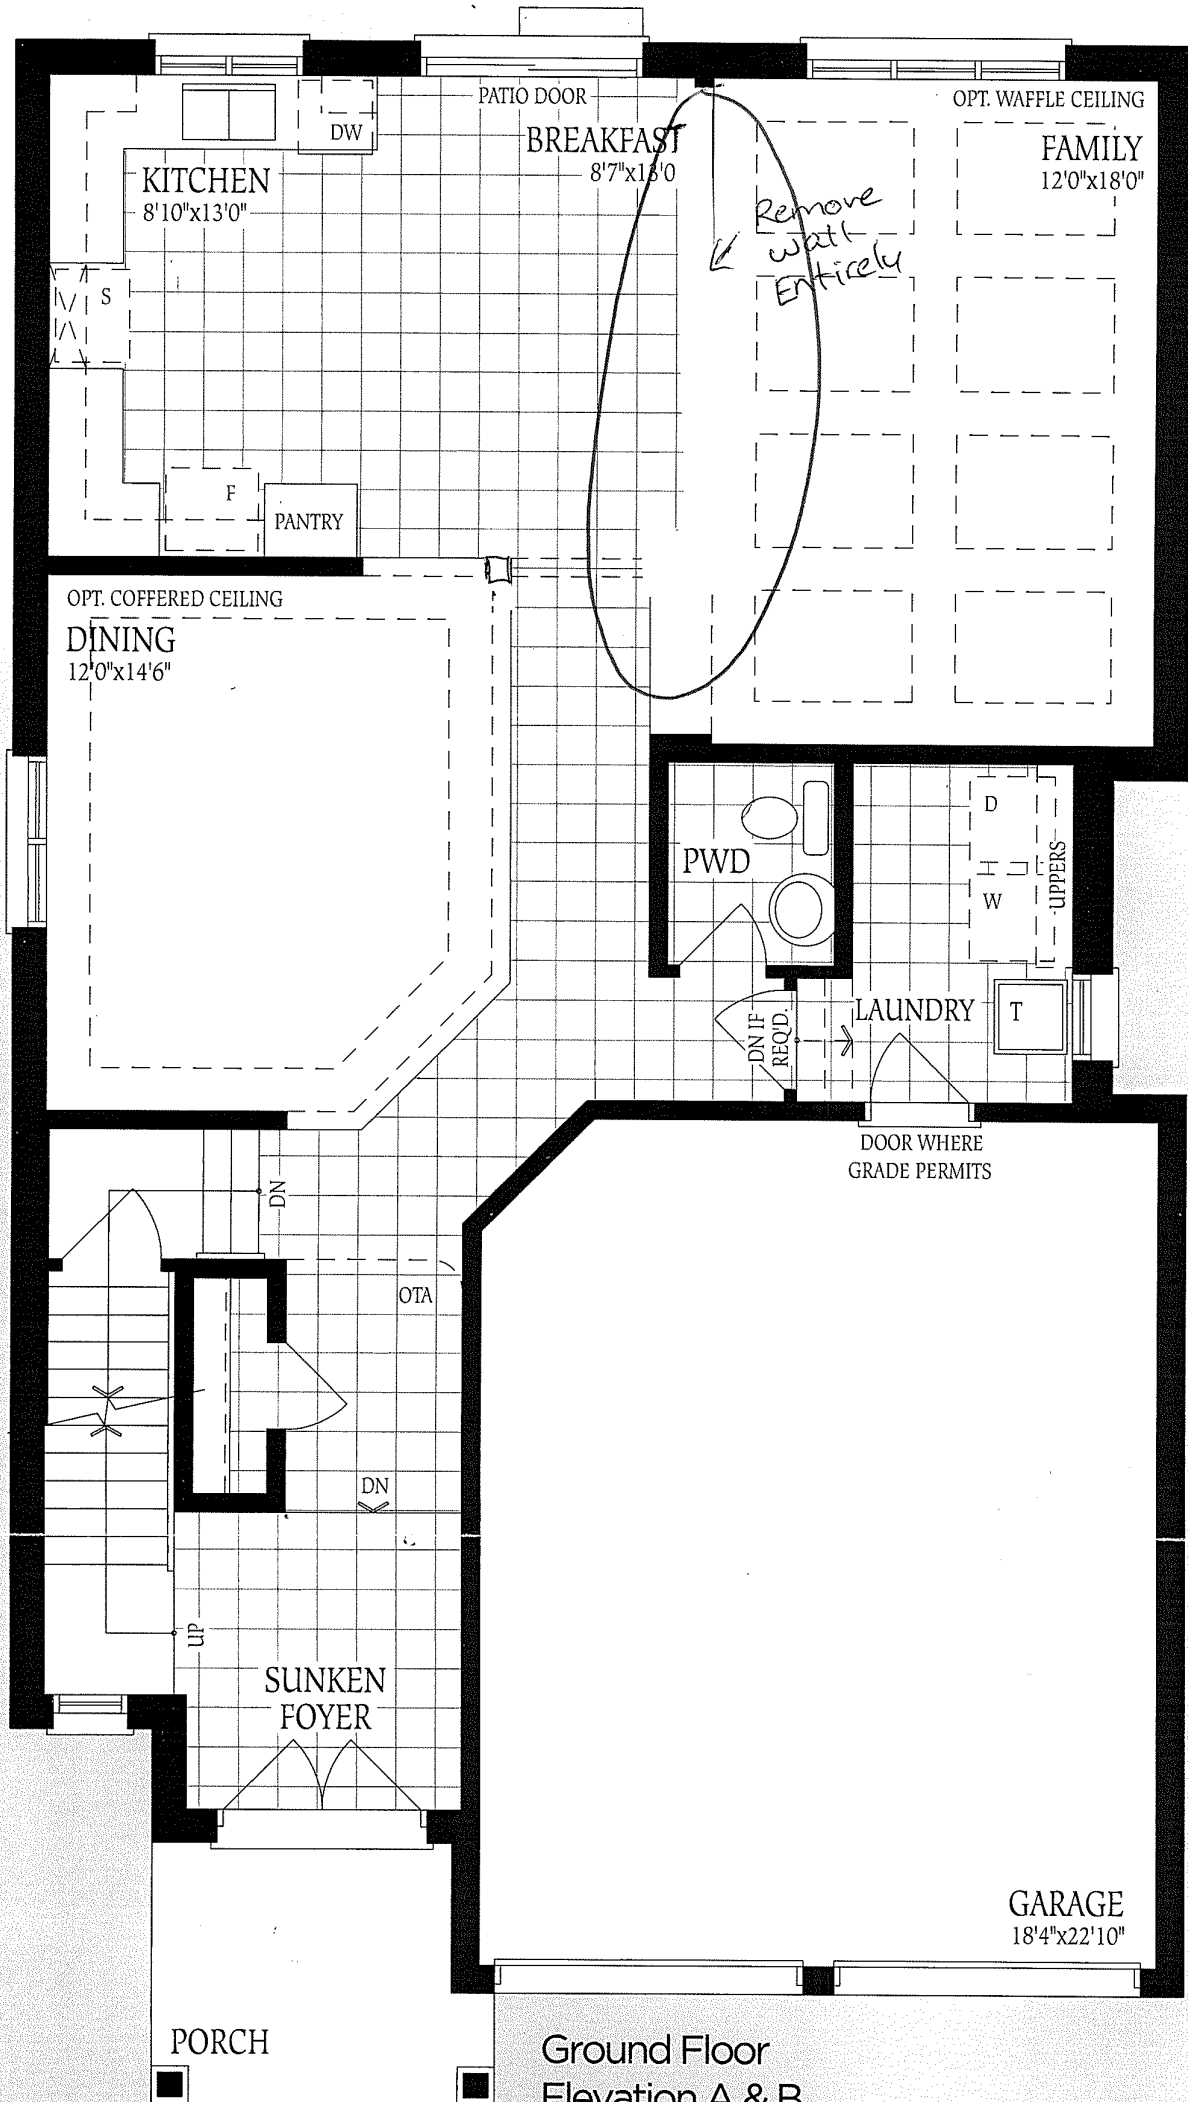 PATIO DOOR
OPT. WAFFLE CEILING
DW
BREAKFAST
8'7"x13'0
FAMILY
12'0"x18'0"
KITCHEN
8'10"x13'0"
Remove
wall
Entirely
S
F
PANTRY
OPT. COFFERED CEILING
DINING
12'0"x14'6"
D
W
UPPERS
PWD
LAUNDRY
T
DN IF
REQ'D.
DOOR WHERE
GRADE PERMITS
DN
OTA
DN
UP
SUNKEN
FOYER
GARAGE
18'4"x22'10"
PORCH
Ground Floor
Elevation A & B